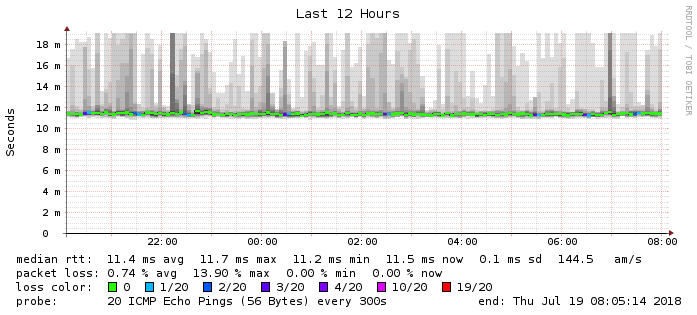 Last 12 Hours
RRDTOOL / TOBI OETIKER
Seconds
18 m
16 m
14 m
12 m
10 m
8 m
6 m
4 m
2 m
0
22:00 00:00 02:00 04:00 06:00 08:00
median rtt: 11.4 ms avg 11.7 ms max 11.2 ms min 11.5 ms now 0.1 ms sd 144.5 am/s
packet loss: 0.74 % avg 13.90 % max 0.00 % min 0.00 % now
loss color: 0 1/20 2/20 3/20 4/20 10/20 19/20
probe: 20 ICMP Echo Pings (56 Bytes) every 300s end: Thu Jul 19 08:05:14 2018